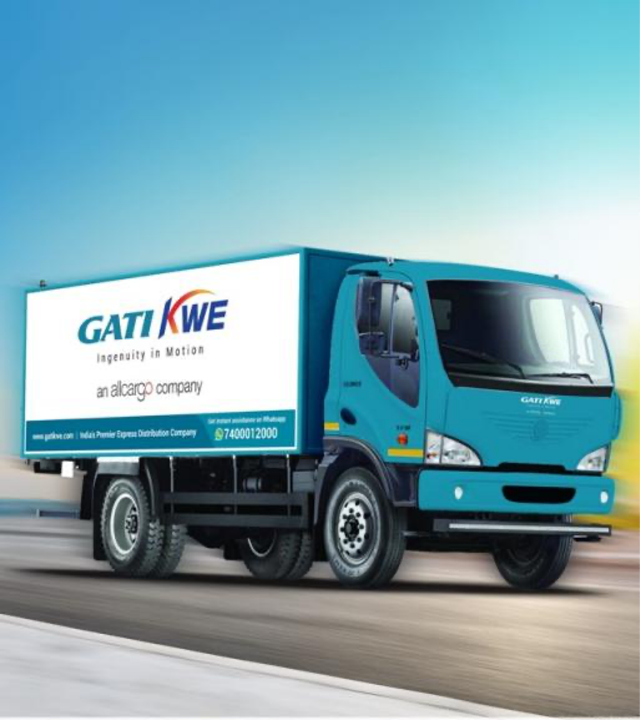 GATI KWE
Ingenuity in Motion
an allcargo company
Get instant assistance on Whatsapp
www.gatikwe.com | India's Premier Express Distribution Company
7400012000
GATI KWE